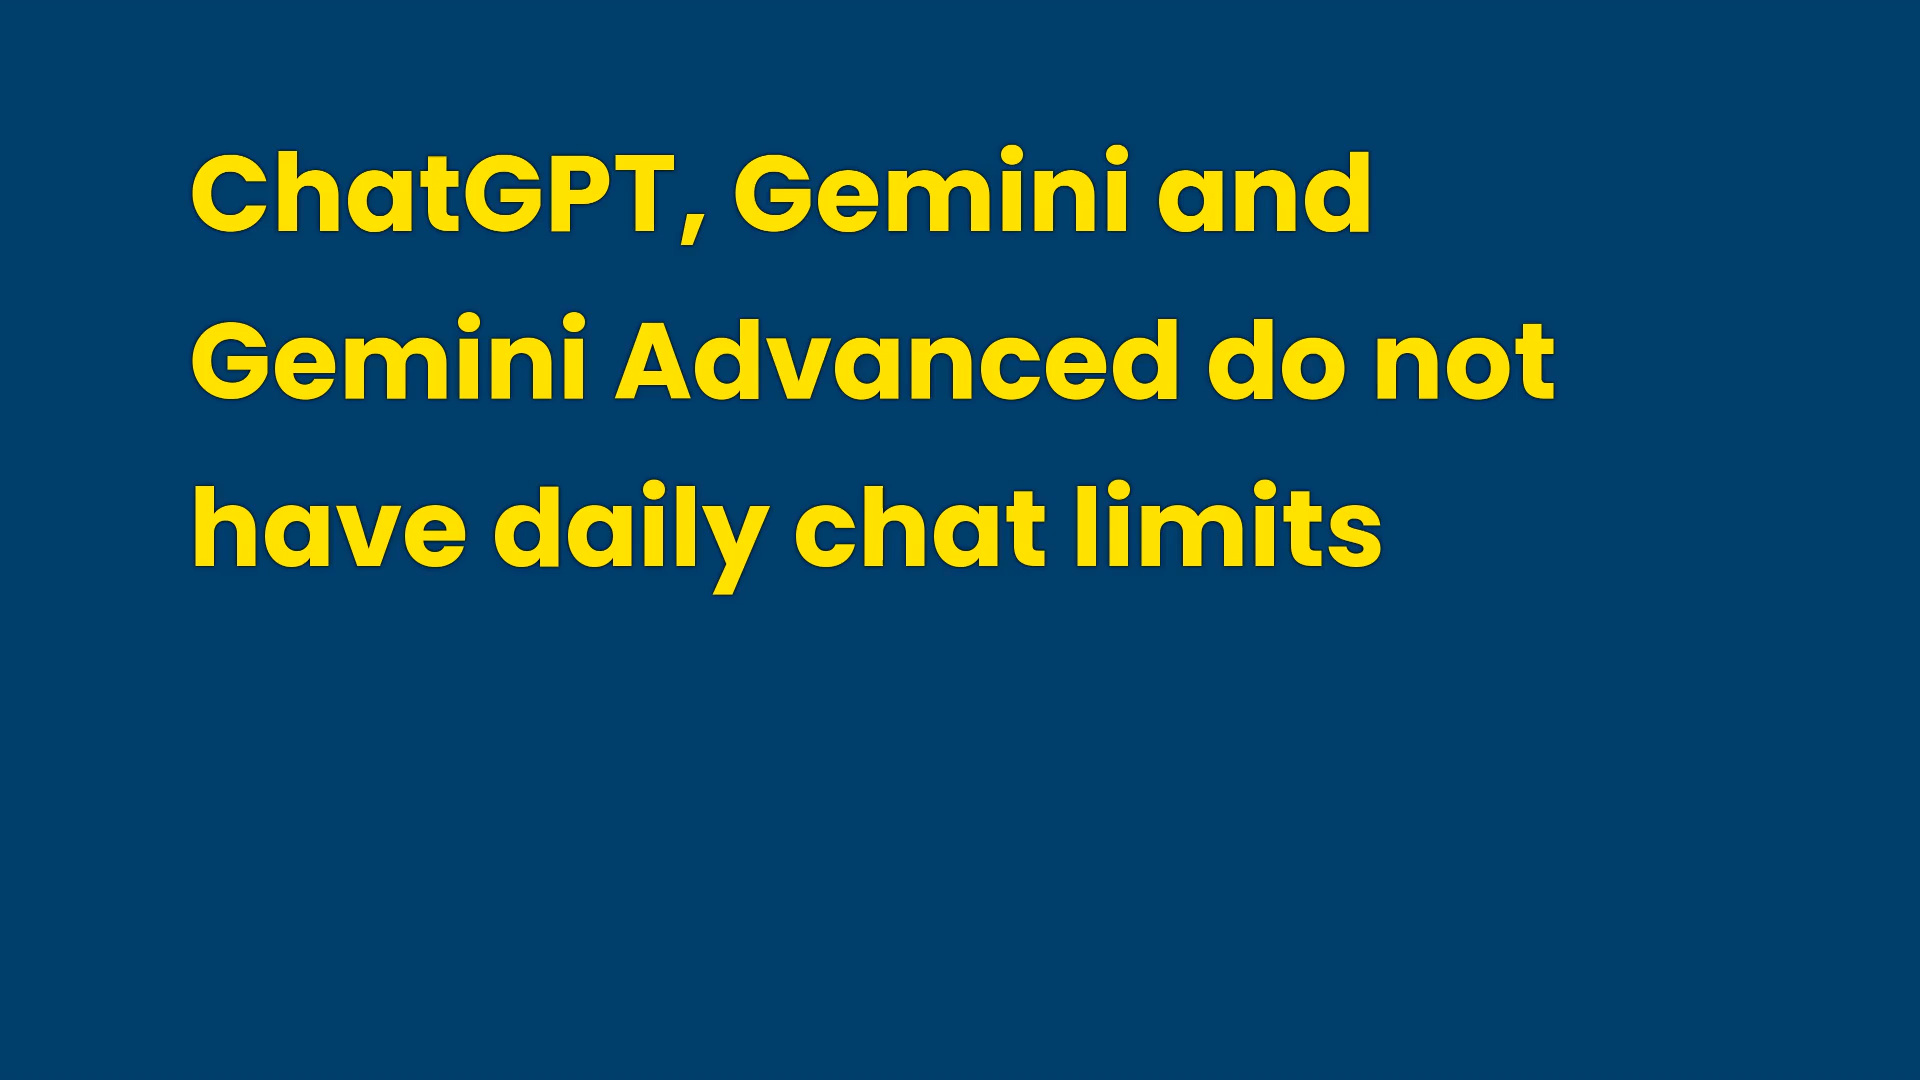 ChatGPT, Gemini and
Gemini Advanced do not
have daily chat limits